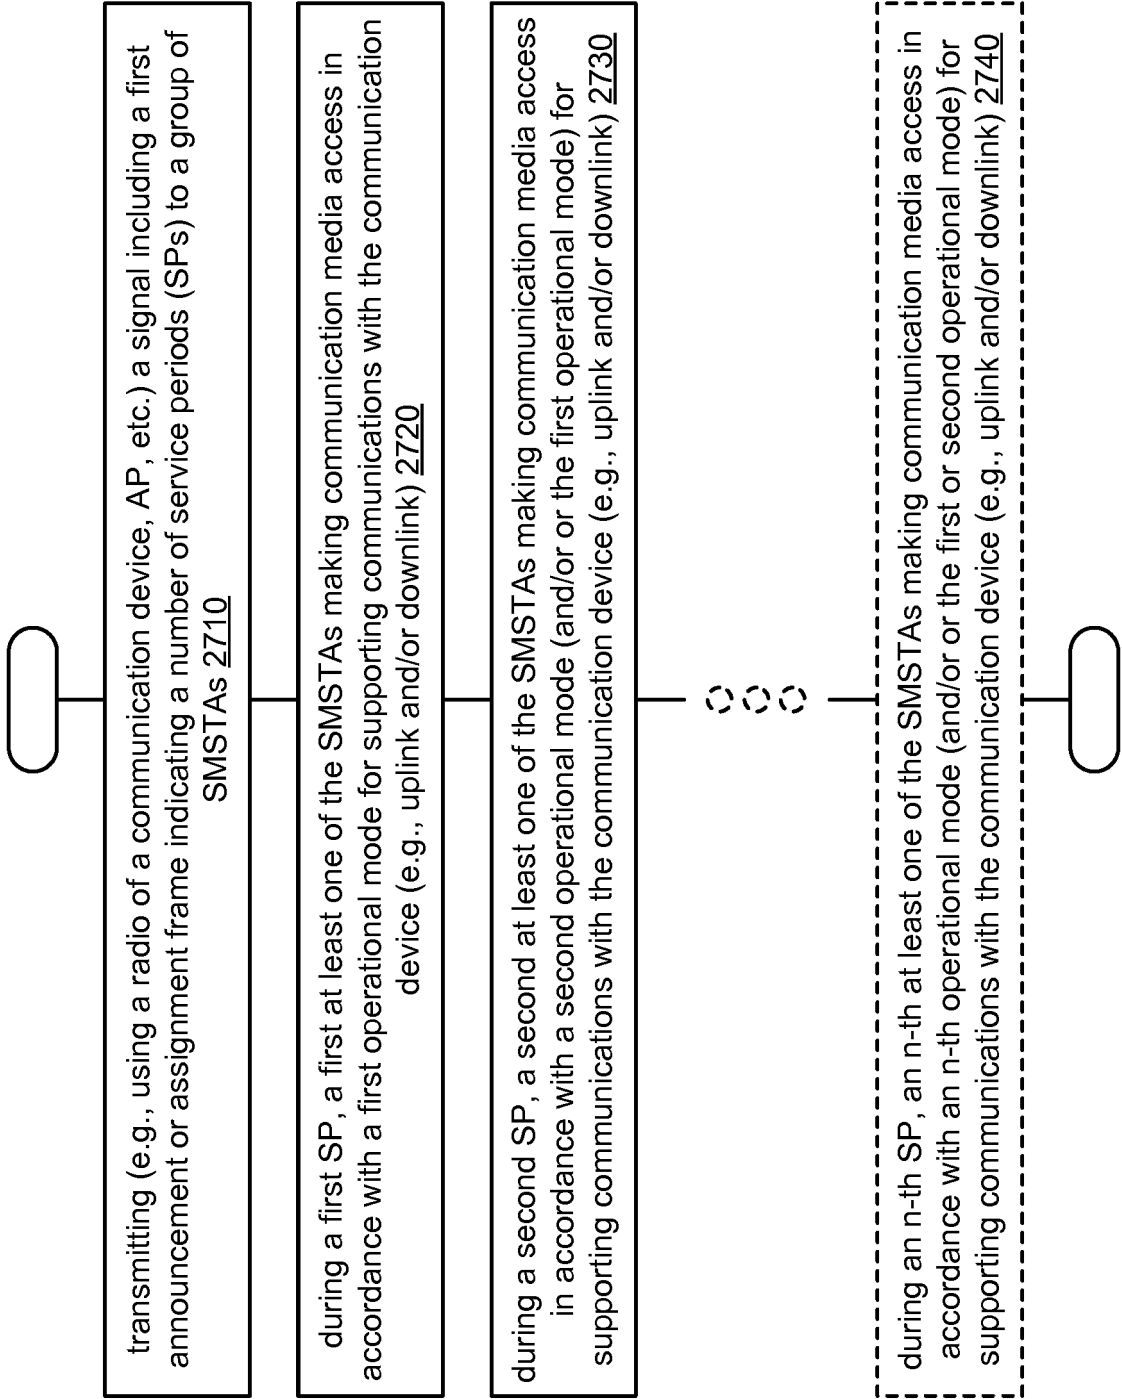 transmitting (e.g., using a radio of a communication device, AP, etc.) a signal including a first
announcement or assignment frame indicating a number of service periods (SPs) to a group of
SMSTAs 2710
during a first SP, a first at least one of the SMSTAs making communication media access in
accordance with a first operational mode for supporting communications with the communication
device (e.g., uplink and/or downlink) 2720
during a second SP, a second at least one of the SMSTAs making communication media access
in accordance with a second operational mode (and/or or the first operational mode) for
supporting communications with the communication device (e.g., uplink and/or downlink) 2730
during an n-th SP, an n-th at least one of the SMSTAs making communication media access in
accordance with an n-th operational mode (and/or or the first or second operational mode) for
supporting communications with the communication device (e.g., uplink and/or downlink) 2740